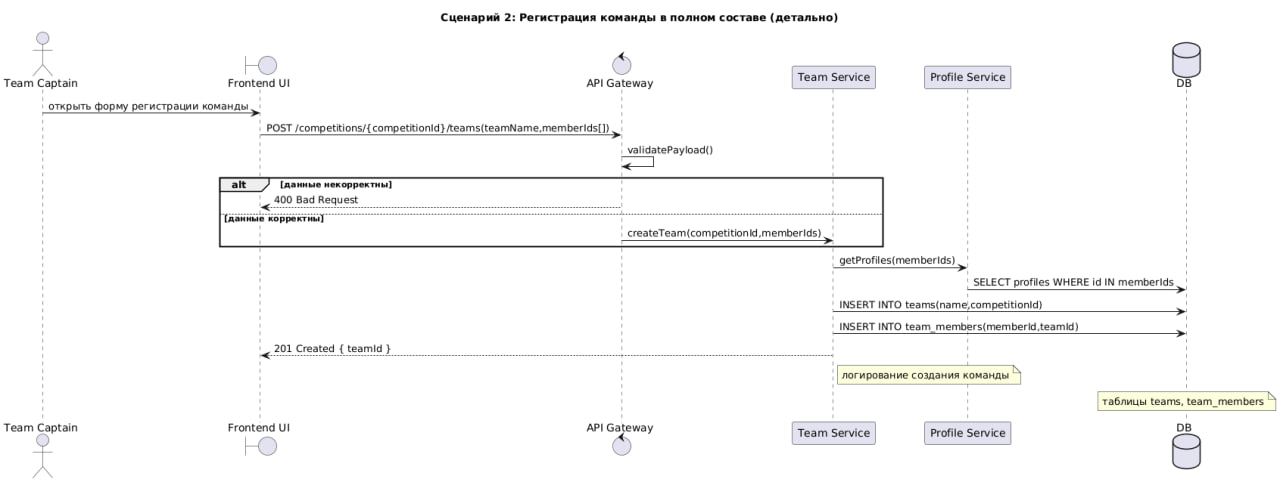 Сценарий 2: Регистрация команды в полном составе (детально)
Team Captain
Frontend UI
API Gateway
Team Service
Profile Service
DB
открыть форму регистрации команды
POST /competitions/{competitionId}/teams(teamName,memberIds[])
validatePayload()
alt
[данные некорректны]
400 Bad Request
[данные корректны]
createTeam(competitionId,memberIds)
getProfiles(memberIds)
SELECT profiles WHERE id IN memberIds
INSERT INTO teams(name,competitionId)
INSERT INTO team_members(memberId,teamId)
201 Created { teamId }
логирование создания команды
таблицы teams, team_members
Team Captain
Frontend UI
API Gateway
Team Service
Profile Service
DB